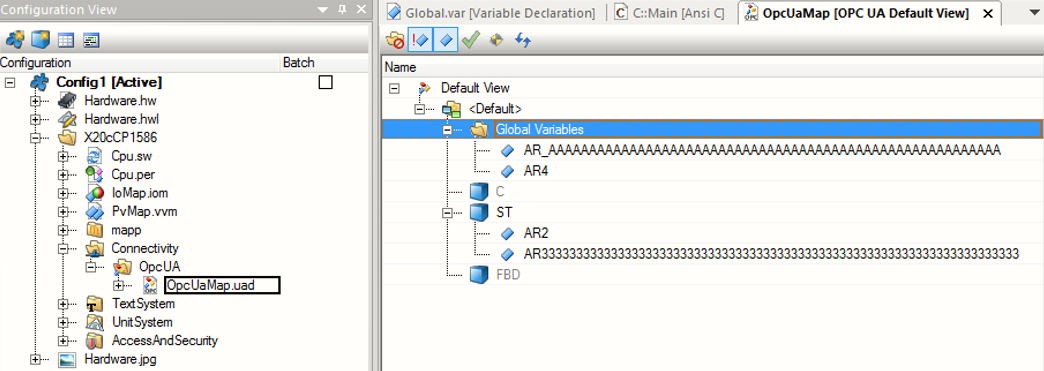 Configuration View
Configuration Batch
Config1 [Active]
Hardware.hw
Hardware.hwl
X20cCP1586
Cpu.sw
Cpu.per
IoMap.iom
PvMap.vvm
mapp
Connectivity
OpcUA
OpcUaMap.uad
TextSystem
UnitSystem
AccessAndSecurity
Hardware.jpg
Global.var [Variable Declaration]
C::Main [Ansi C]
OpcUaMap [OPC UA Default View]
Name
Default View
<Default>
Global Variables
AR4
C
ST
AR2
FBD